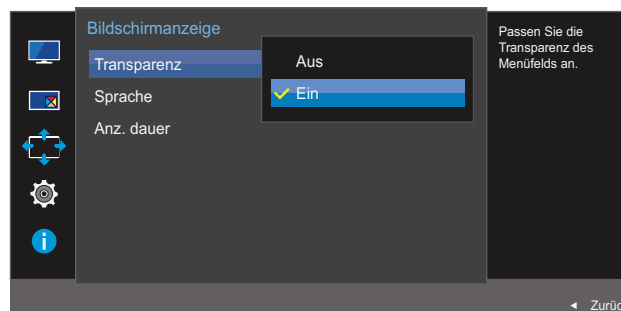 Bildschirmanzeige
Transparenz
Aus
Ein
Sprache
Anz. dauer
Passen Sie die
Transparenz des
Menüfelds an.
Zurüc